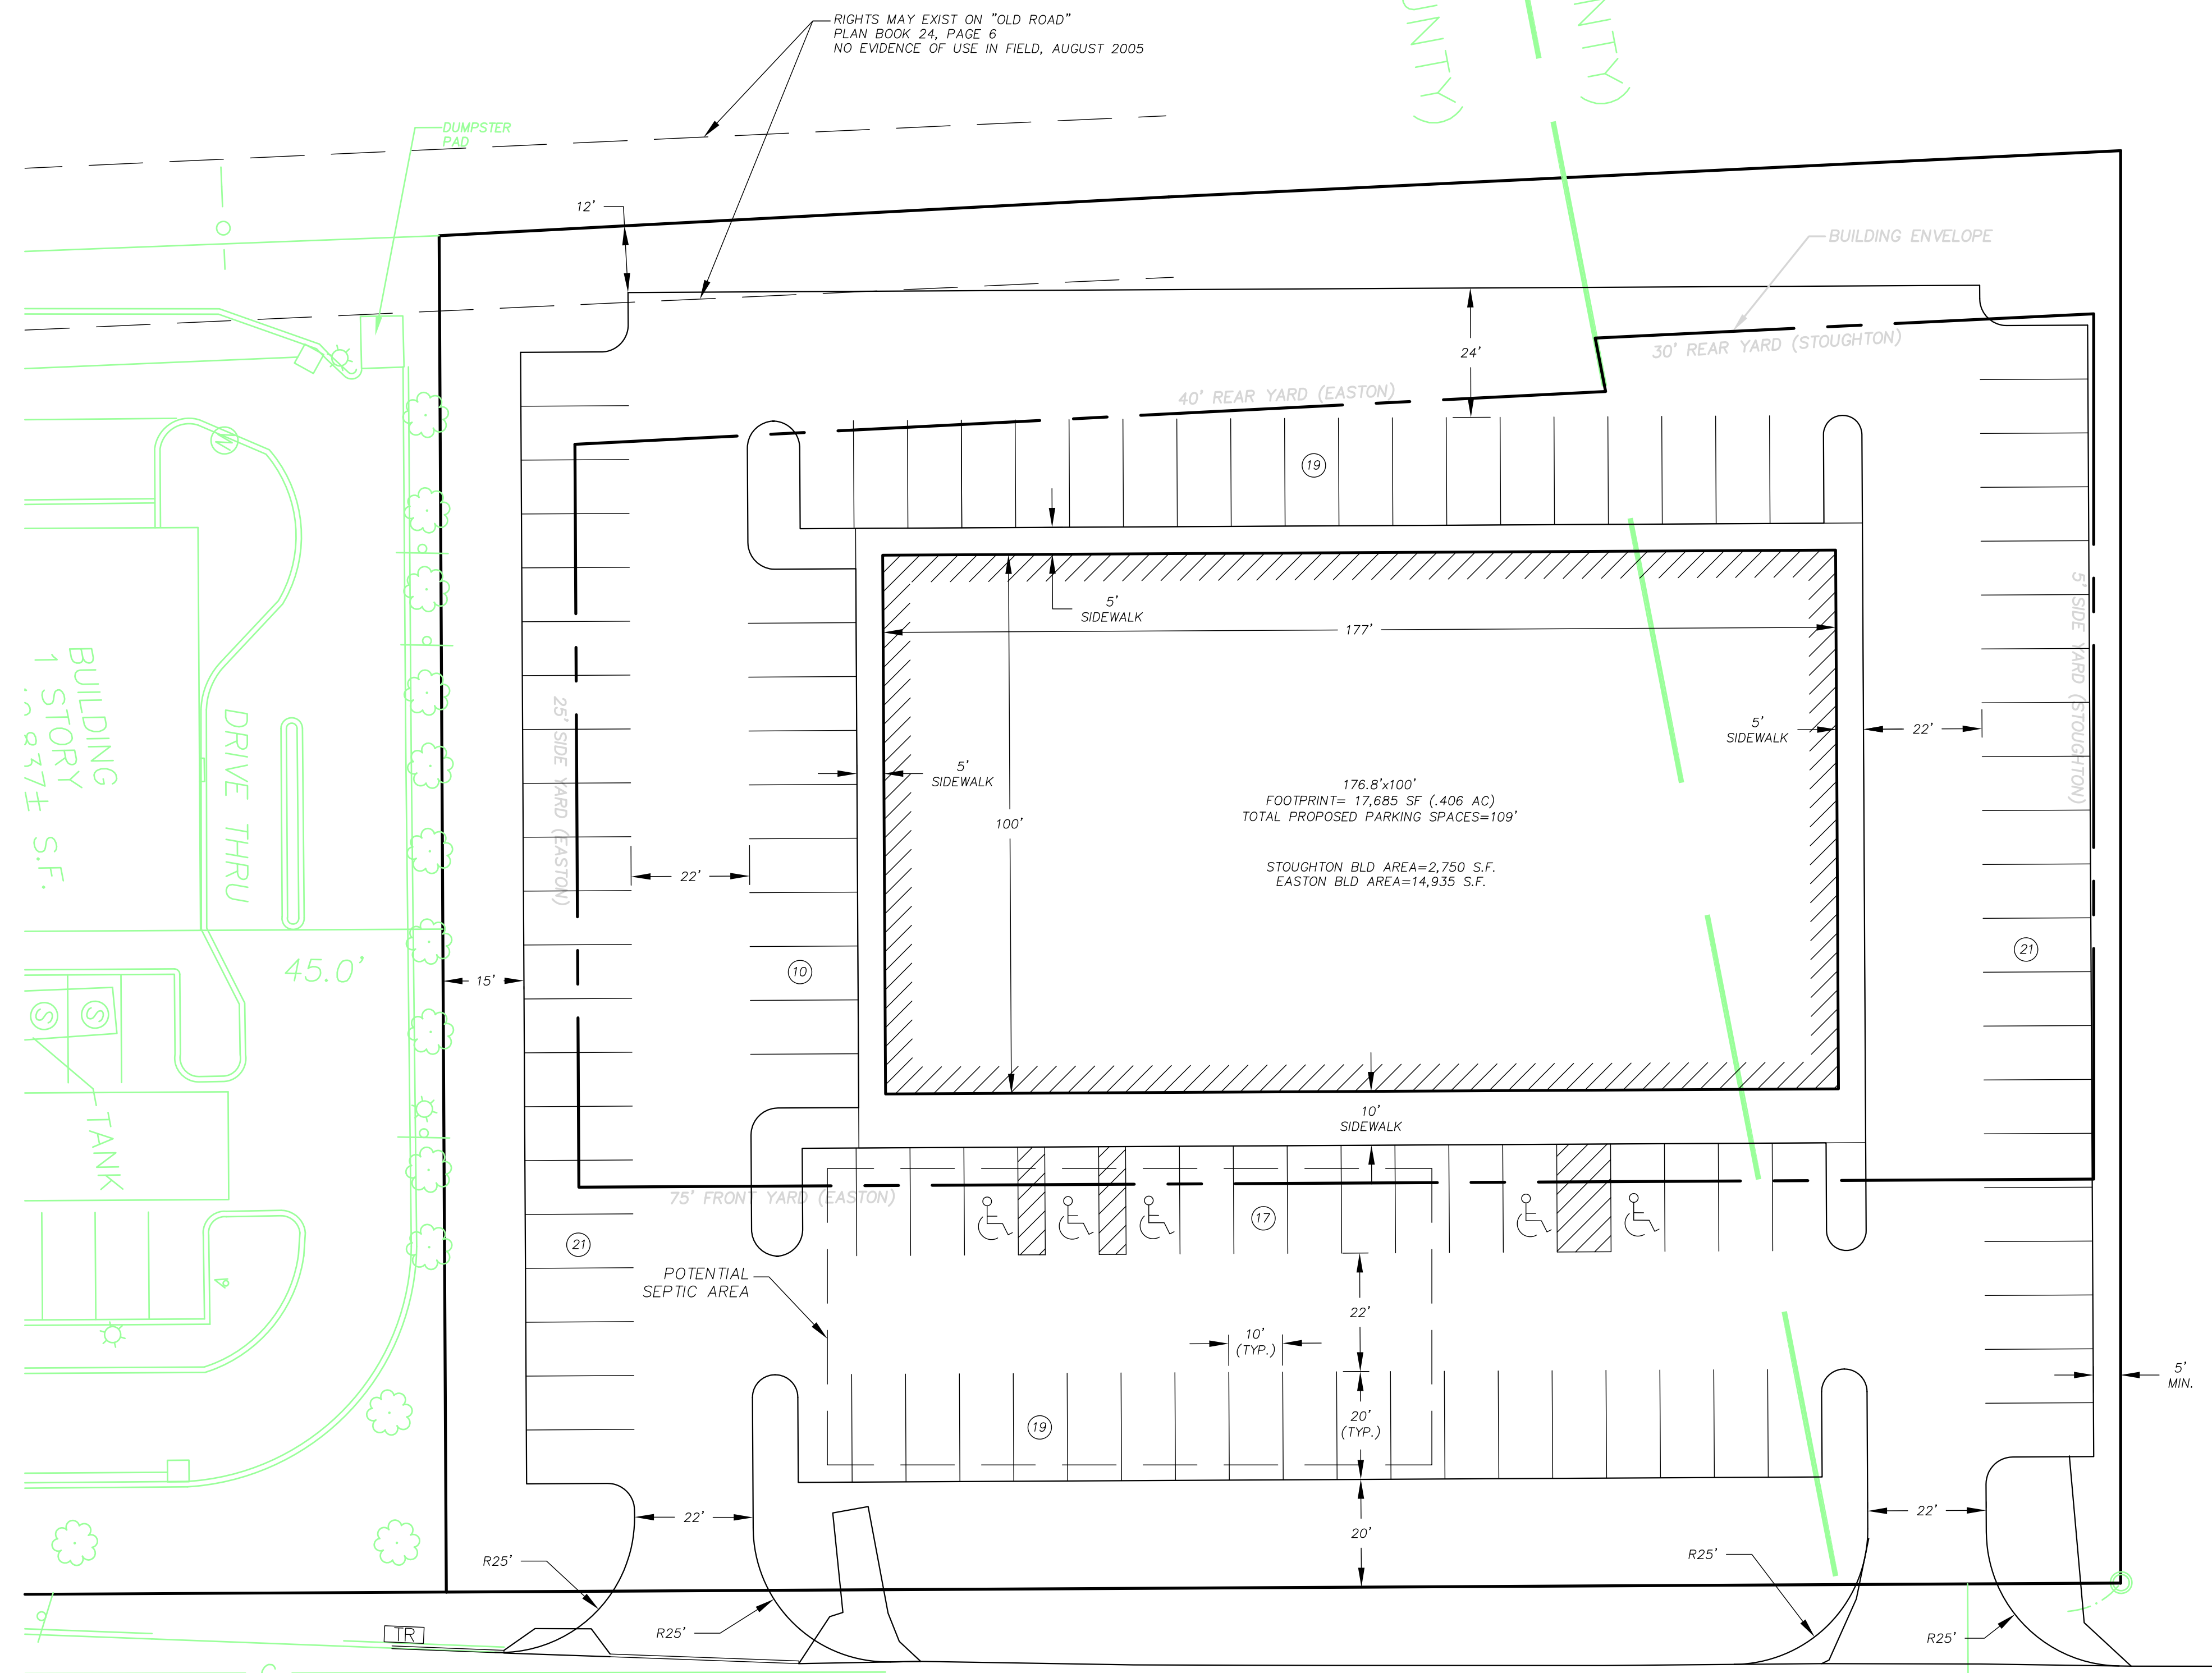 RIGHTS MAY EXIST ON "OLD ROAD"
PLAN BOOK 24, PAGE 6
NO EVIDENCE OF USE IN FIELD, AUGUST 2005
UNTY)
NTY)
DUMPSTER
PAD
12'
BUILDING ENVELOPE
30' REAR YARD (STOUGHTON)
24'
40' REAR YARD (EASTON)
19
5'
SIDEWALK
177'
5' SIDE YARD (STOUGHTON)
BUILDING
1 STORY
S.F.
DRIVE THRU
25' SIDE YARD (EASTON)
5'
SIDEWALK
22'
5'
SIDEWALK
176.8'x100'
FOOTPRINT= 17,685 SF (.406 AC)
TOTAL PROPOSED PARKING SPACES=109'
100'
STOUGHTON BLD AREA=2,750 S.F.
EASTON BLD AREA=14,935 S.F.
22'
21
10
45.0'
15'
S
S
TANK
10'
SIDEWALK
75' FRONT YARD (EASTON)
17
21
POTENTIAL
SEPTIC AREA
22'
10'
(TYP.)
5'
MIN.
20'
(TYP.)
19
22'
22'
20'
R25'
R25'
R25'
R25'
TR